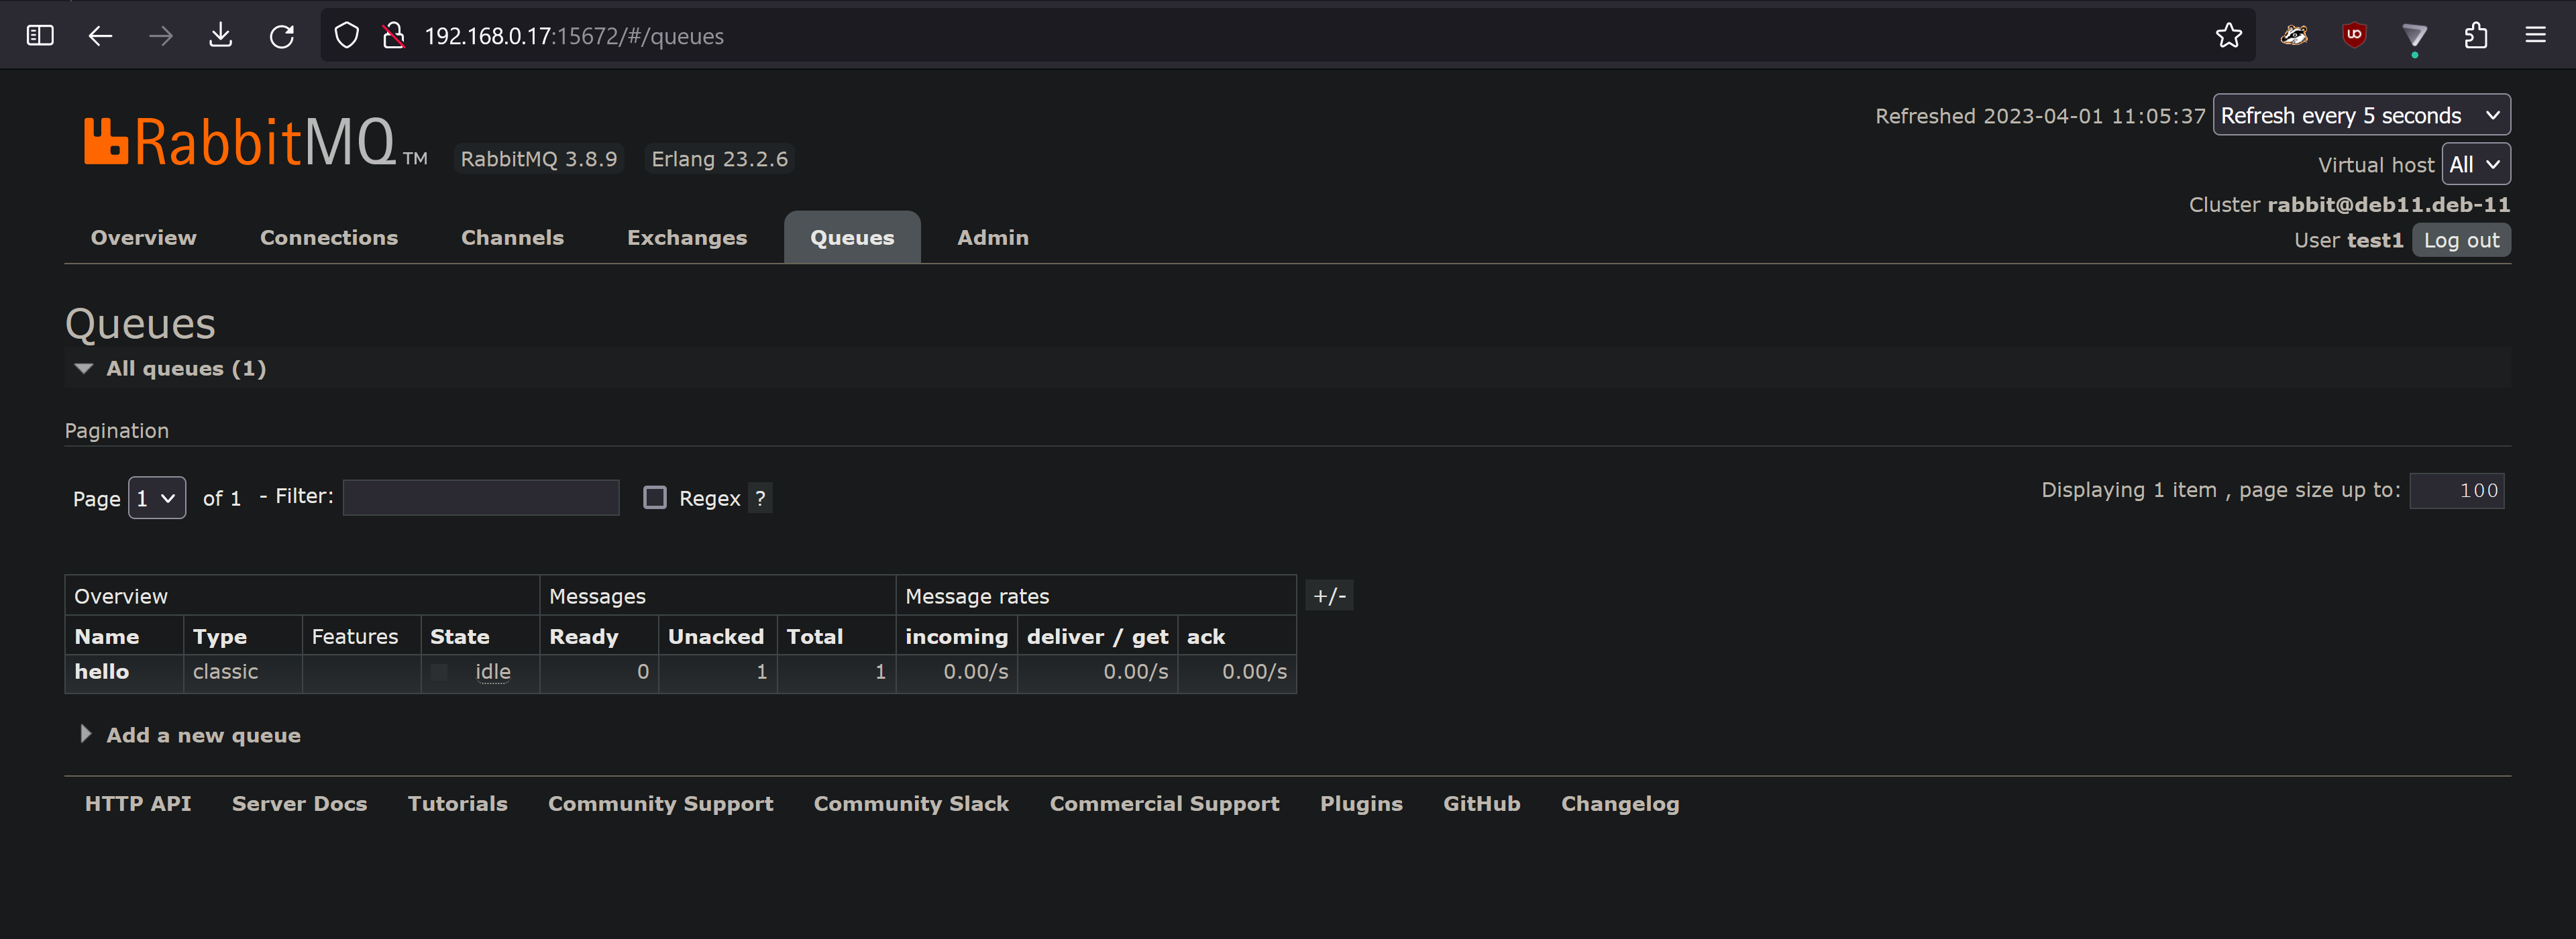 192.168.0.17:15672/#/queues
RabbitMQ TM RabbitMQ 3.8.9 Erlang 23.2.6
Refreshed 2023-04-01 11:05:37 Refresh every 5 seconds
Virtual host All
Cluster rabbit@deb11.deb-11
User test1 Log out
Overview Connections Channels Exchanges Queues Admin
Queues
All queues (1)
Pagination
Page 1 of 1 - Filter: Regex ? Displaying 1 item , page size up to: 100
Overview Messages Message rates +/-
Name Type Features State Ready Unacked Total incoming deliver / get ack
hello classic idle 0 1 1 0.00/s 0.00/s 0.00/s
Add a new queue
HTTP API Server Docs Tutorials Community Support Community Slack Commercial Support Plugins GitHub Changelog